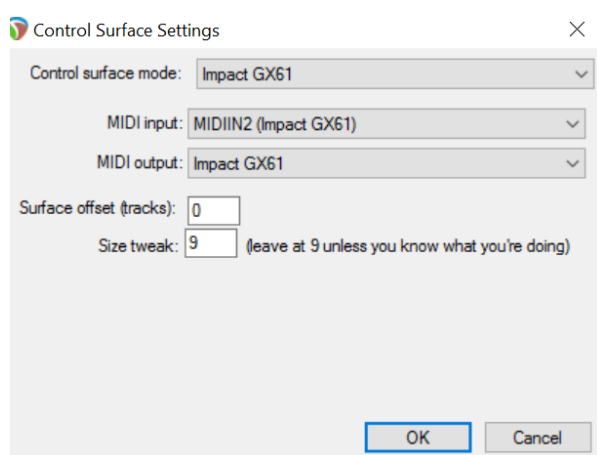 Control Surface Settings
Control surface mode: Impact GX61
MIDI input: MIDIIN2 (Impact GX61)
MIDI output: Impact GX61
Surface offset (tracks): 0
Size tweak: 9 (leave at 9 unless you know what you're doing)
OK Cancel